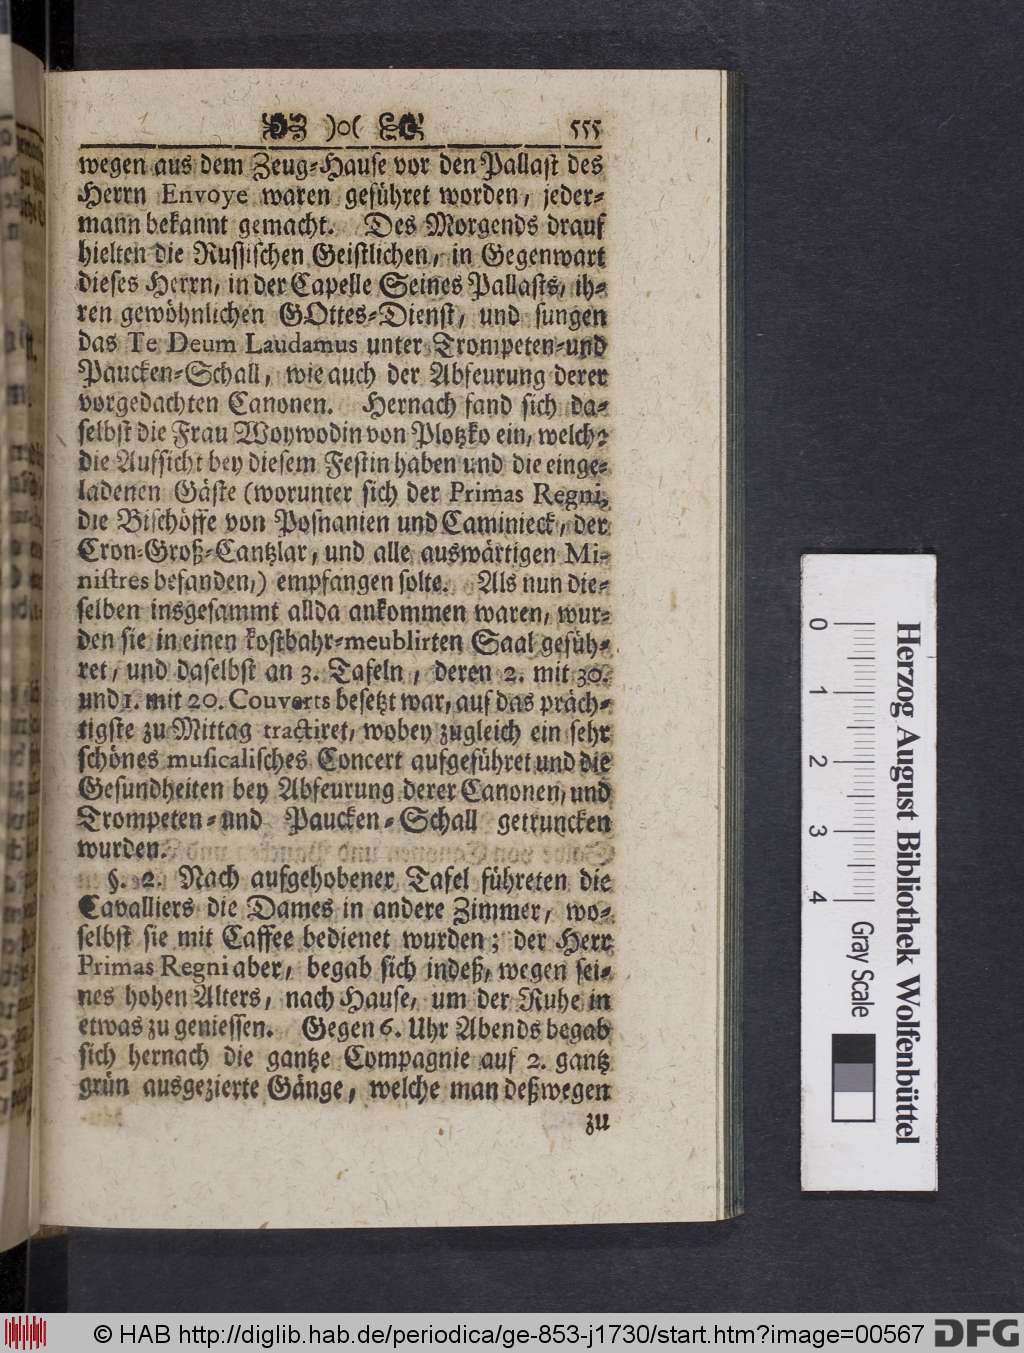 )o( 555
wegen aus dem Zeug-Hause vor den Pallast des
Herrn Envoye waren geführet worden, jeder-
mann bekannt gemacht. Des Morgends drauf
hielten die Russischen Geistlichen, in Gegenwart
dieses Herrn, in der Capelle Seines Pallasts, ih-
ren gewöhnlichen GOttes-Dienst, und sungen
das Te Deum Laudamus unter Trompeten-und
Paucken-Schall, wie auch der Abfeurung derer
vorgedachten Canonen. Hernach fand sich da-
selbst die Frau Woywodin von Plotzko ein, welche
die Aufsicht bey diesem Festin haben und die einge-
ladenen Gäste (worunter sich der Primas Regni,
die Bischöffe von Posnanien und Caminieck, der
Cron-Groß-Cantzlar, und alle auswärtigen Mi-
nistres befanden,) empfangen solte. Als nun die-
selben insgesammt allda ankommen waren, wur-
den sie in einen kostbahr-meublirten Saal gefüh-
ret, und daselbst an 3. Tafeln, deren 2. mit 30.
und 1. mit 20. Couverts besetzt war, auf das präch-
tigste zu Mittag tractiret, wobey zugleich ein sehr
schönes musicalisches Concert aufgeführet und die
Gesundheiten bey Abfeurung derer Canonen, und
Trompeten-und Paucken-Schall getruncken
wurden.
§. 2. Nach aufgehobener Tafel führeten die
Cavalliers die Dames in andere Zimmer, wo-
selbst sie mit Caffee bedienet wurden; der Herr
Primas Regni aber, begab sich indeß, wegen sei-
nes hohen Alters, nach Hause, um der Ruhe in
etwas zu geniessen. Gegen 6. Uhr Abends begab
sich hernach die gantze Compagnie auf 2. gantz
grün ausgezierte Gänge, welche man deßwegen
zu
0 1 2 3 4 Gray Scale
Herzog August Bibliothek Wolfenbüttel
© HAB http://diglib.hab.de/periodica/ge-853-j1730/start.htm?image=00567 DFG